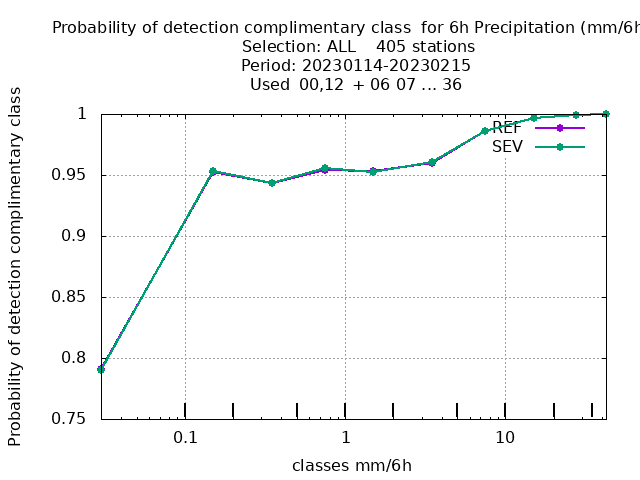 Probability of detection complimentary class  for 6h Precipitation (mm/6h
Selection: ALL    405 stations
Period: 20230114-20230215
Used  00,12  + 06 07 ... 36
Probability of detection complimentary class
1
0.95
0.9
0.85
0.8
0.75
REF
SEV
0.1
1
10
classes mm/6h